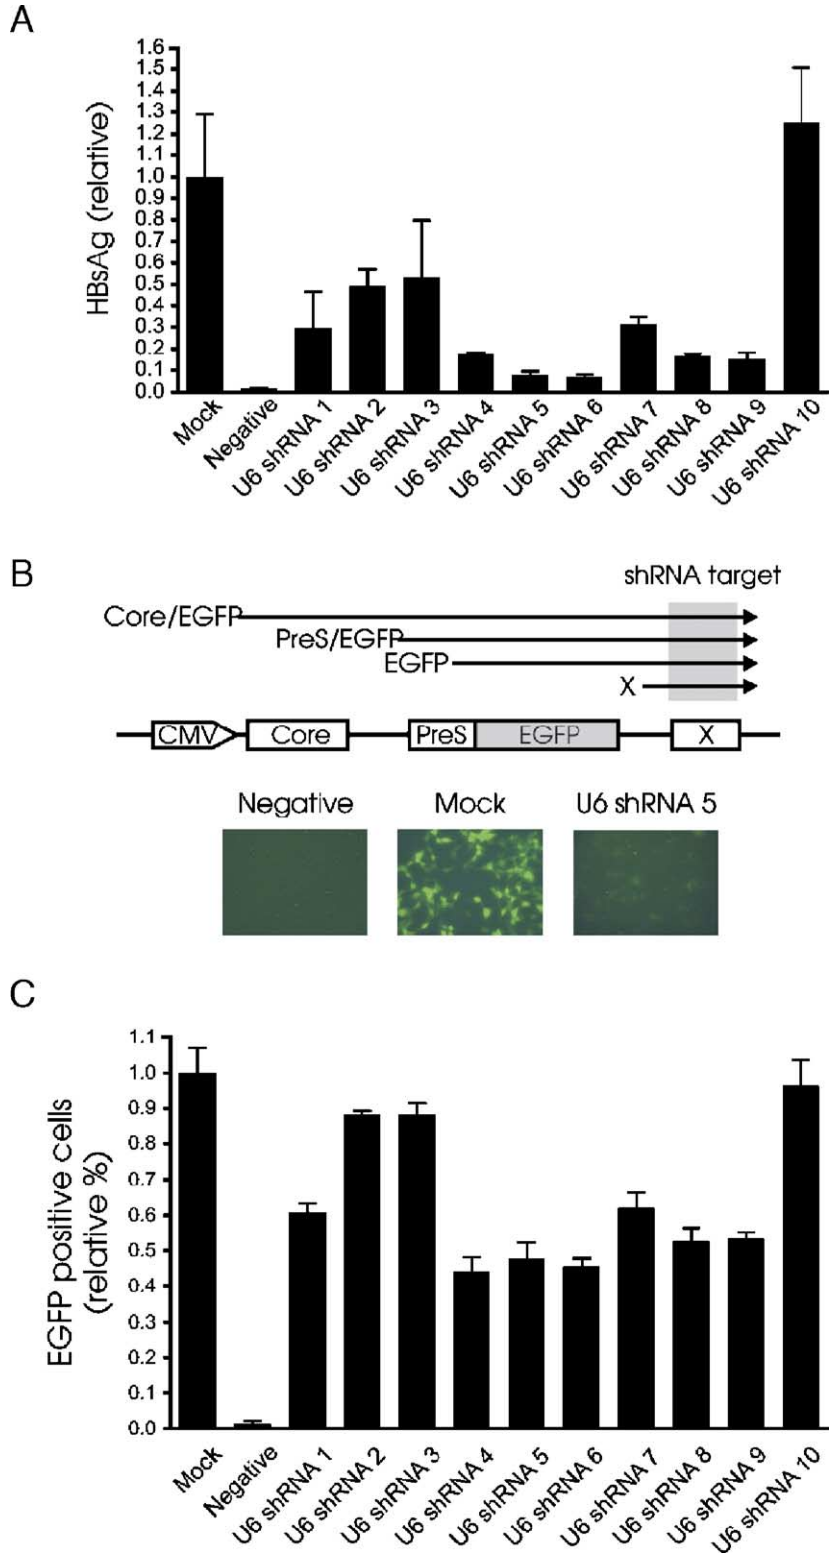 A
HBsAg (relative)
1.6
1.5
1.4
1.3
1.2
1.1
1.0
0.9
0.8
0.7
0.6
0.5
0.4
0.3
0.2
0.1
0.0
Mock
Negative
U6 shRNA 1
U6 shRNA 2
U6 shRNA 3
U6 shRNA 4
U6 shRNA 5
U6 shRNA 6
U6 shRNA 7
U6 shRNA 8
U6 shRNA 9
U6 shRNA 10
B
shRNA target
Core/EGFP
PreS/EGFP
EGFP
X
CMV Core PreS EGFP X
Negative Mock U6 shRNA 5
C
EGFP positive cells
(relative %)
1.1
1.0
0.9
0.8
0.7
0.6
0.5
0.4
0.3
0.2
0.1
0.0
Mock
Negative
U6 shRNA 1
U6 shRNA 2
U6 shRNA 3
U6 shRNA 4
U6 shRNA 5
U6 shRNA 6
U6 shRNA 7
U6 shRNA 8
U6 shRNA 9
U6 shRNA 10